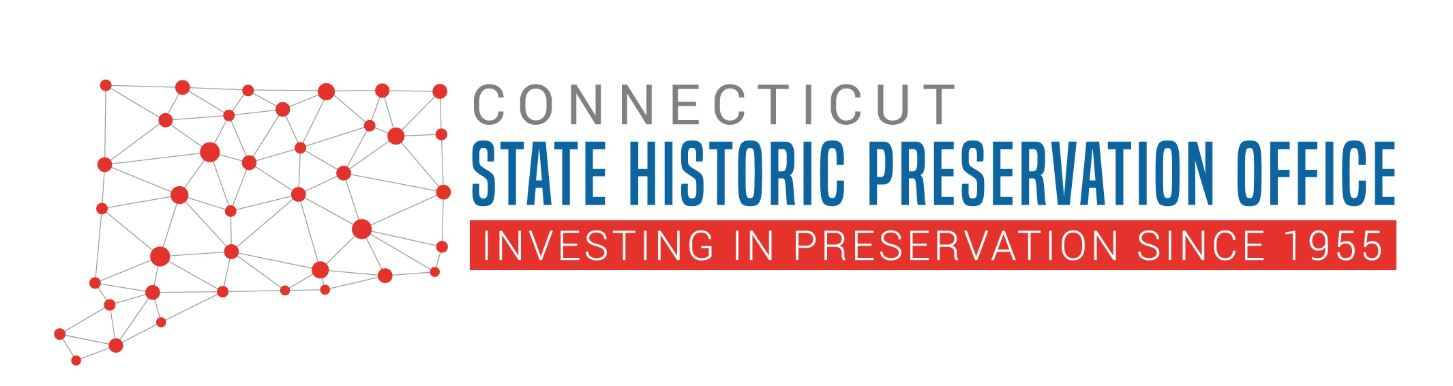 CONNECTICUT
STATE HISTORIC PRESERVATION OFFICE
INVESTING IN PRESERVATION SINCE 1955